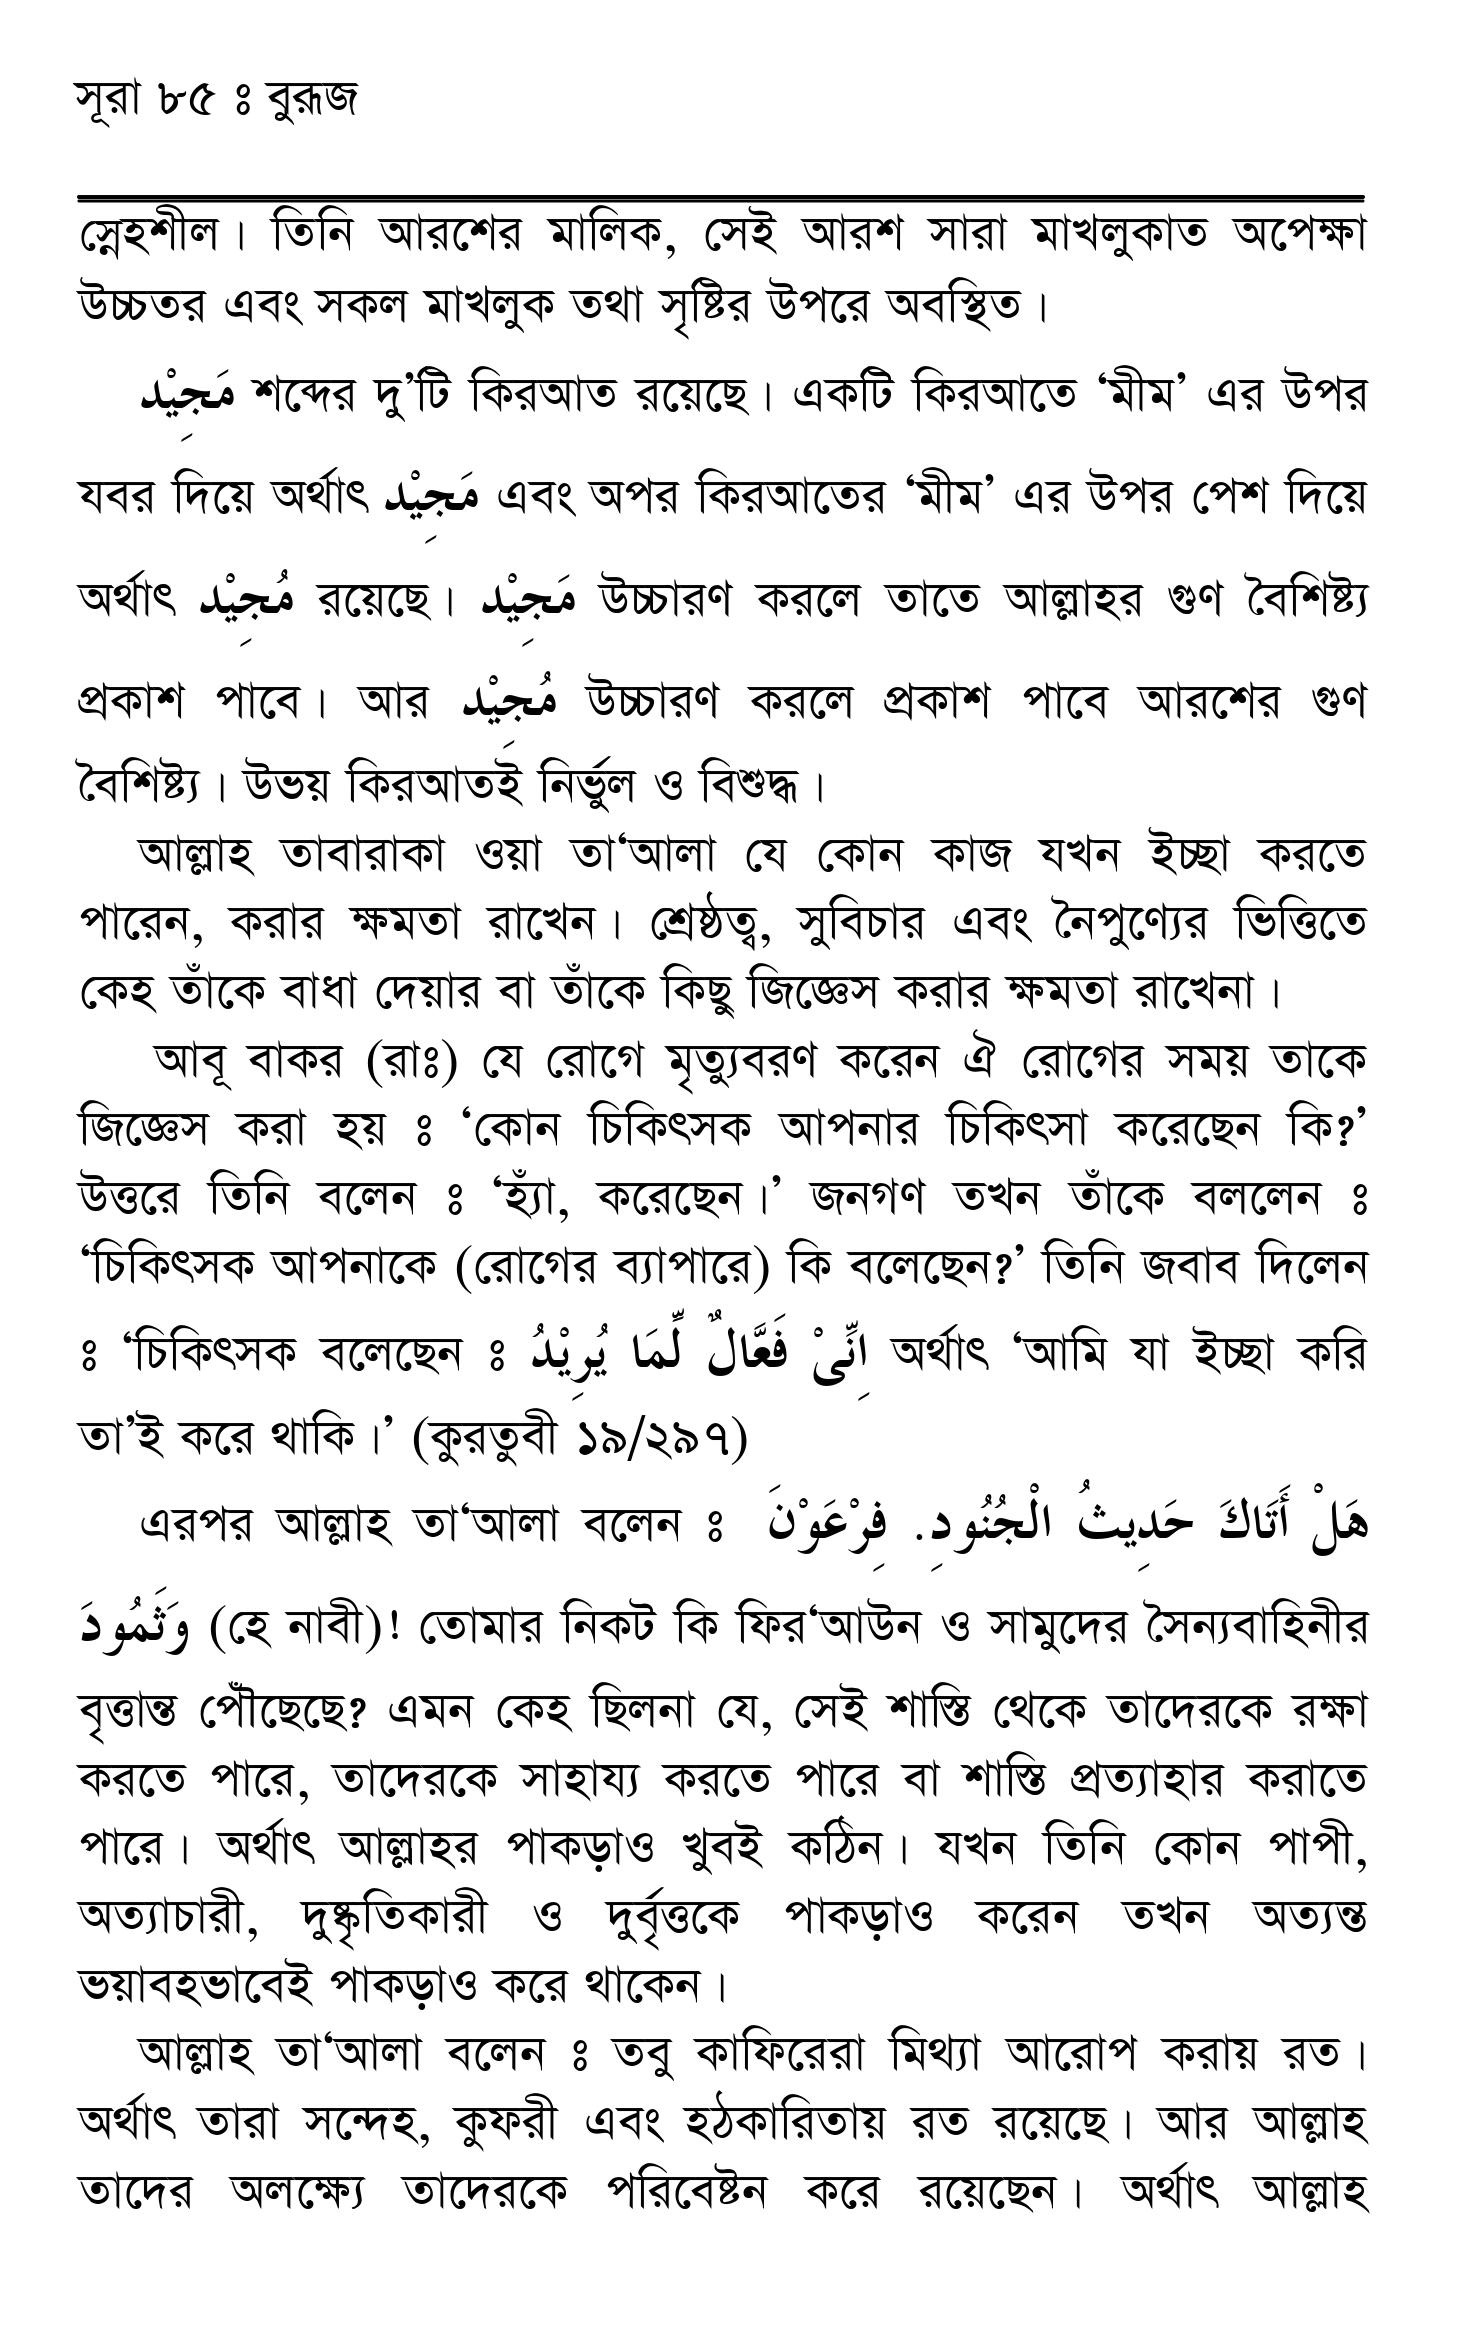 সূরা ৮৫ ঃ বুরূজ
স্নেহশীল। তিনি আরশের মালিক, সেই আরশ সারা মাখলুকাত অপেক্ষা
উচ্চতর এবং সকল মাখলুক তথা সৃষ্টির উপরে অবস্থিত।
مَجِيْد শব্দের দু’টি কিরআত রয়েছে। একটি কিরআতে ‘মীম’ এর উপর
যবর দিয়ে অর্থাৎ مَجِيْد এবং অপর কিরআতের ‘মীম’ এর উপর পেশ দিয়ে
অর্থাৎ مُجِيْد রয়েছে। مَجِيْد উচ্চারণ করলে তাতে আল্লাহর গুণ বৈশিষ্ট্য
প্রকাশ পাবে। আর مُجِيْد উচ্চারণ করলে প্রকাশ পাবে আরশের গুণ
বৈশিষ্ট্য। উভয় কিরআতই নির্ভুল ও বিশুদ্ধ।
আল্লাহ তাবারাকা ওয়া তা‘আলা যে কোন কাজ যখন ইচ্ছা করতে
পারেন, করার ক্ষমতা রাখেন। শ্রেষ্ঠত্ব, সুবিচার এবং নৈপুণ্যের ভিত্তিতে
কেহ তাঁকে বাধা দেয়ার বা তাঁকে কিছু জিজ্ঞেস করার ক্ষমতা রাখেনা।
আবূ বাকর (রাঃ) যে রোগে মৃত্যুবরণ করেন ঐ রোগের সময় তাকে
জিজ্ঞেস করা হয় ঃ ‘কোন চিকিৎসক আপনার চিকিৎসা করেছেন কি?’
উত্তরে তিনি বলেন ঃ ‘হ্যাঁ, করেছেন।’ জনগণ তখন তাঁকে বললেন ঃ
‘চিকিৎসক আপনাকে (রোগের ব্যাপারে) কি বলেছেন?’ তিনি জবাব দিলেন
ঃ ‘চিকিৎসক বলেছেন ঃ اِنِّىْ فَعَّالٌ لِّمَا يُرِيْدُ অর্থাৎ ‘আমি যা ইচ্ছা করি
তা’ই করে থাকি।’ (কুরতুবী ১৯/২৯৭)
এরপর আল্লাহ তা‘আলা বলেন ঃ هَلْ أَتَاكَ حَدِيثُ الْجُنُودِ. فِرْعَوْنَ
وَثَمُودَ (হে নাবী)! তোমার নিকট কি ফির‘আউন ও সামুদের সৈন্যবাহিনীর
বৃত্তান্ত পৌঁছেছে? এমন কেহ ছিলনা যে, সেই শাস্তি থেকে তাদেরকে রক্ষা
করতে পারে, তাদেরকে সাহায্য করতে পারে বা শাস্তি প্রত্যাহার করাতে
পারে। অর্থাৎ আল্লাহর পাকড়াও খুবই কঠিন। যখন তিনি কোন পাপী,
অত্যাচারী, দুষ্কৃতিকারী ও দুর্বৃত্তকে পাকড়াও করেন তখন অত্যন্ত
ভয়াবহভাবেই পাকড়াও করে থাকেন।
আল্লাহ তা‘আলা বলেন ঃ তবু কাফিরেরা মিথ্যা আরোপ করায় রত।
অর্থাৎ তারা সন্দেহ, কুফরী এবং হঠকারিতায় রত রয়েছে। আর আল্লাহ
তাদের অলক্ষ্যে তাদেরকে পরিবেষ্টন করে রয়েছেন। অর্থাৎ আল্লাহ